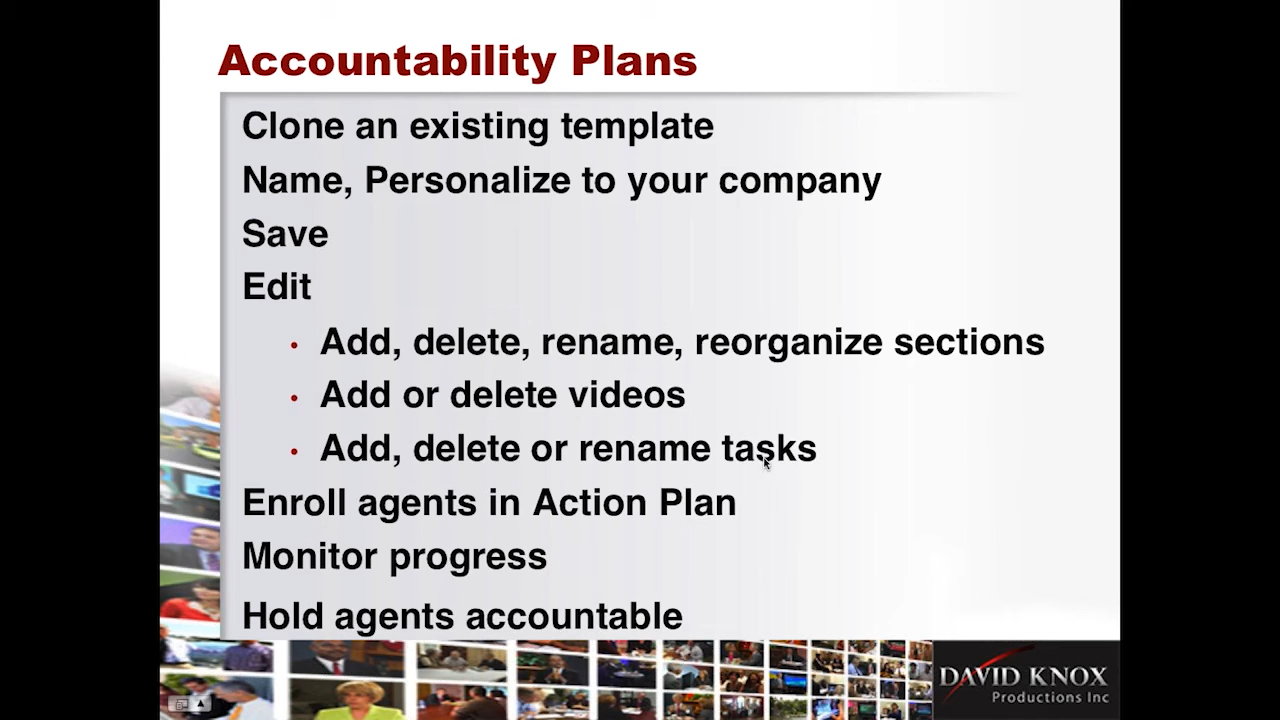 Accountability Plans
Clone an existing template
Name, Personalize to your company
Save
Edit
• Add, delete, rename, reorganize sections
• Add or delete videos
• Add, delete or rename tasks
Enroll agents in Action Plan
Monitor progress
Hold agents accountable
DAVID KNOX
Productions Inc